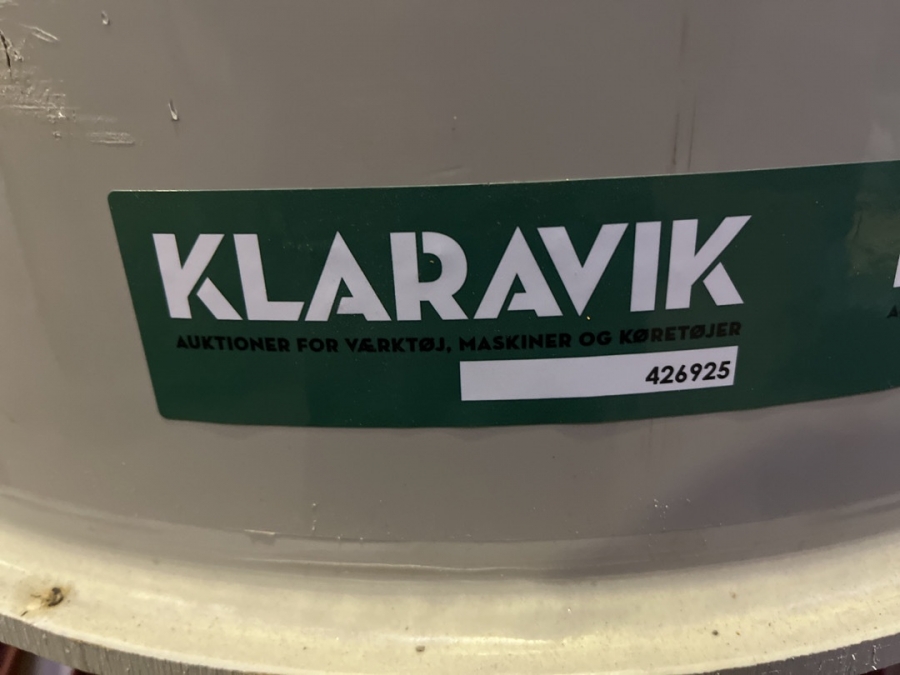 KLARAVIK
AUKTIONER FOR VÆRKTØJ, MASKINER OG KØRETØJER
426925